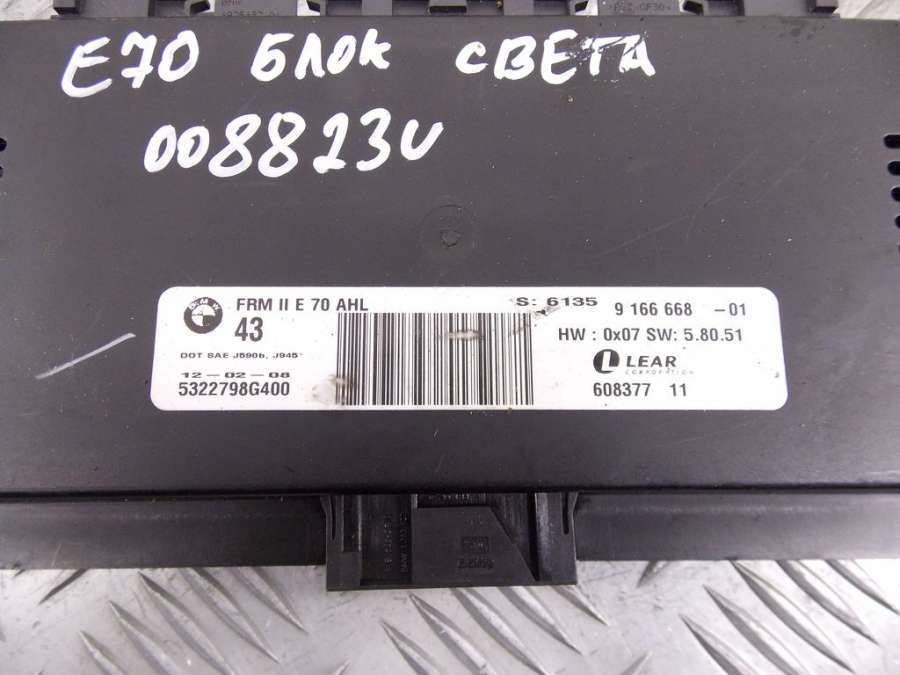 E70 БЛОК СВЕТА
008823U
FRM II E 70 AHL
S: 6135
9 166 668 -01
43
HW : 0x07 SW: 5.80.51
DOT SAE J590b, J945
LEAR
CORPORATION
12-02-08
5322798G400
608377 11